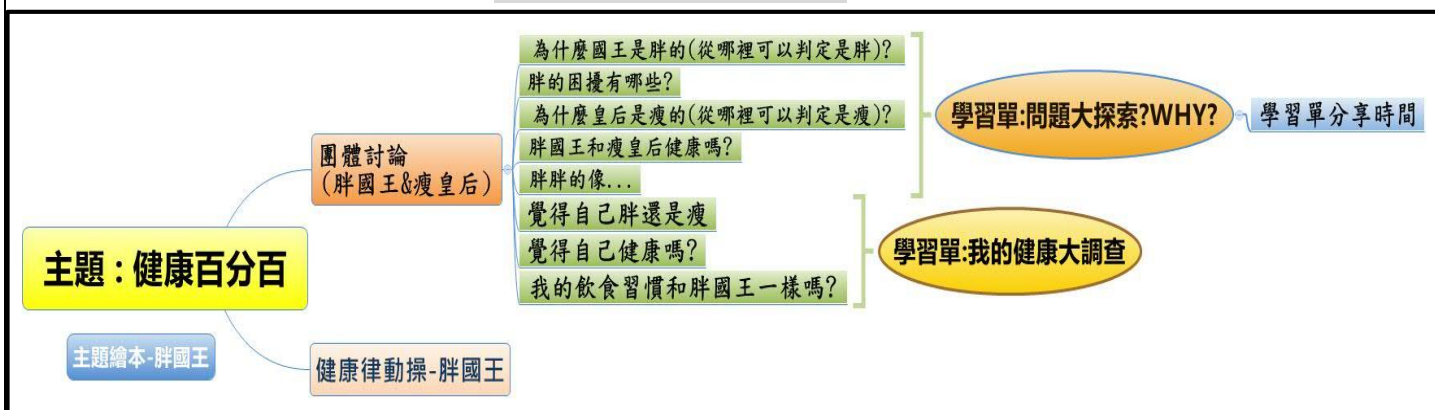 為什麼國王是胖的(從哪裡可以判定是胖)?
胖的困擾有哪些?
為什麼皇后是瘦的(從哪裡可以判定是瘦)?
胖國王和瘦皇后健康嗎?
胖胖的像...
覺得自己胖還是瘦
覺得自己健康嗎?
我的飲食習慣和胖國王一樣嗎?
學習單:問題大探索?WHY?
學習單分享時間
學習單:我的健康大調查
團體討論
(胖國王&瘦皇后)
主題：健康百分百
主題繪本-胖國王
健康律動操-胖國王